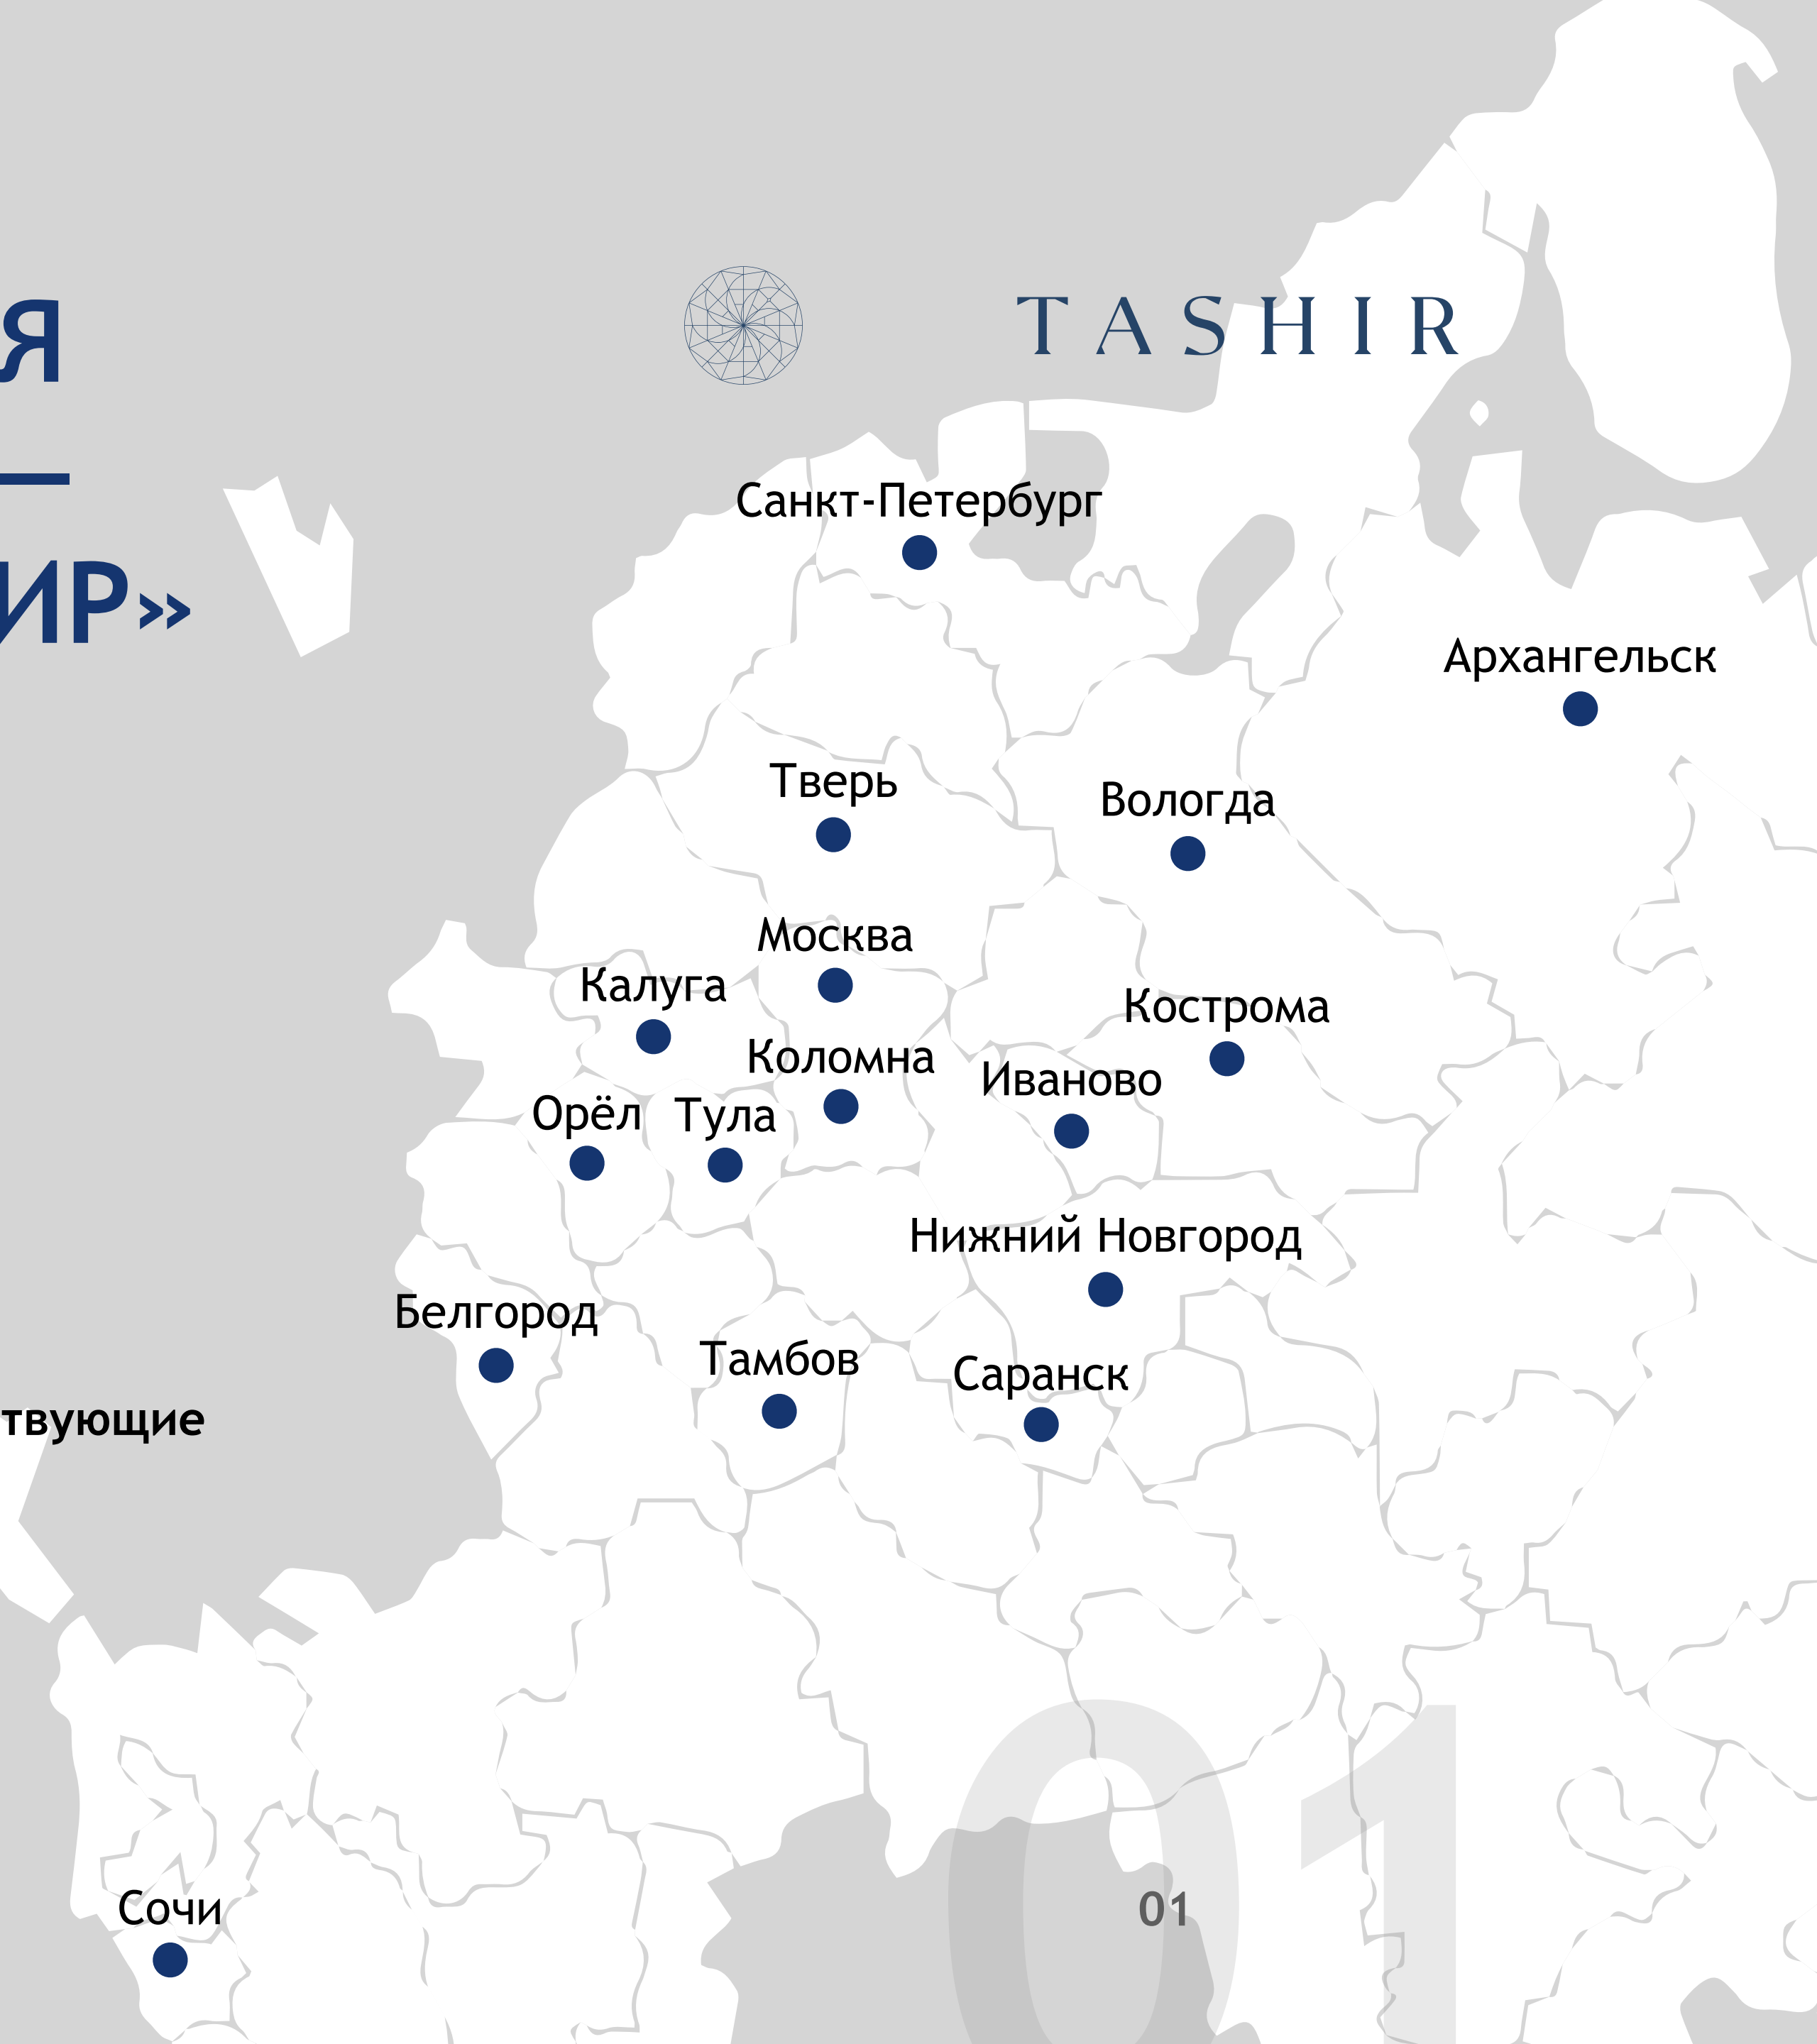 Я
TASHIR
—
ИР»
Санкт-Петербург
Архангельск
Тверь
Вологда
Москва
Калуга
Кострома
Коломна
Иваново
Орёл
Тула
Нижний Новгород
Белгород
Тамбов
Саранск
твующие
Сочи
01
01